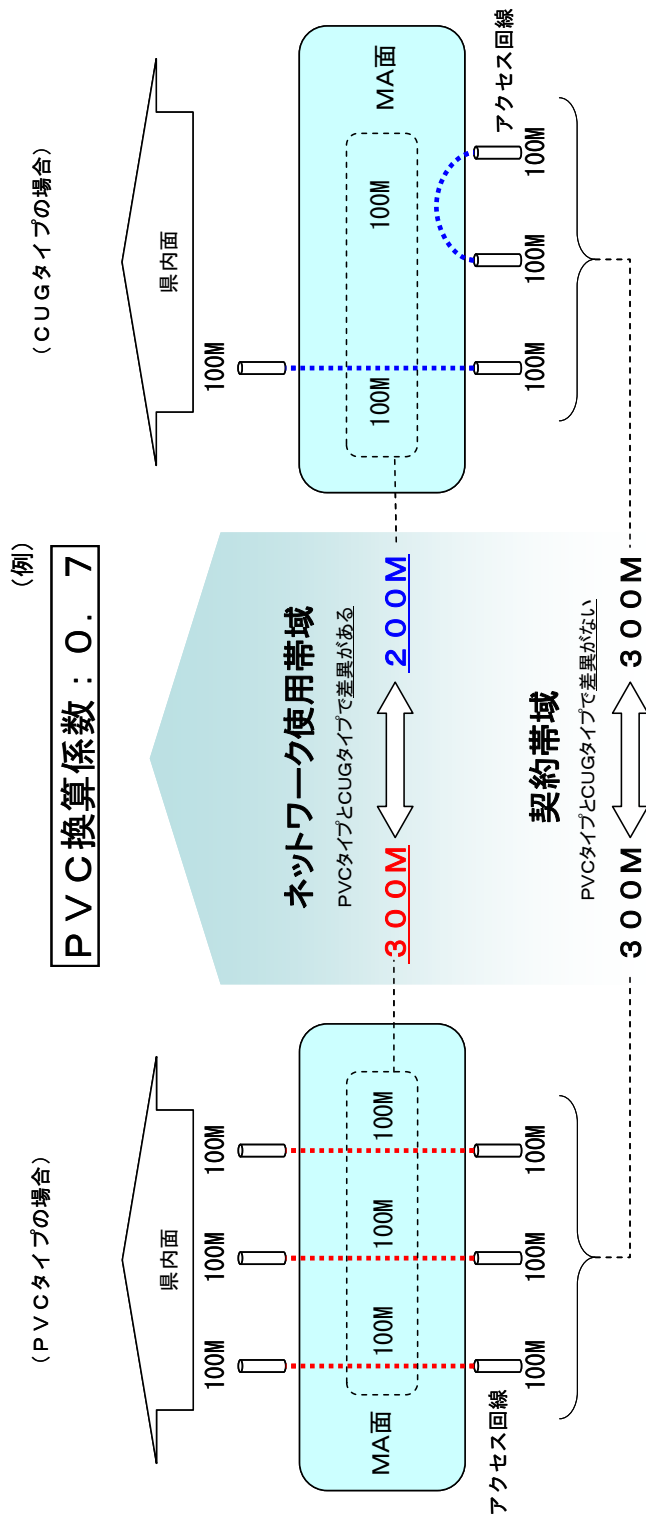 (例)
PVC換算係数：0．7
(PVCタイプの場合)
県内面
100M
100M
100M
100M
100M
100M
MA面
アクセス回線
100M
100M
100M
ネットワーク使用帯域
PVCタイプとCUGタイプで差異がある
300M
200M
契約帯域
PVCタイプとCUGタイプで差異がない
300M
300M
(CUGタイプの場合)
県内面
100M
100M
100M
MA面
100M
100M
100M
アクセス回線